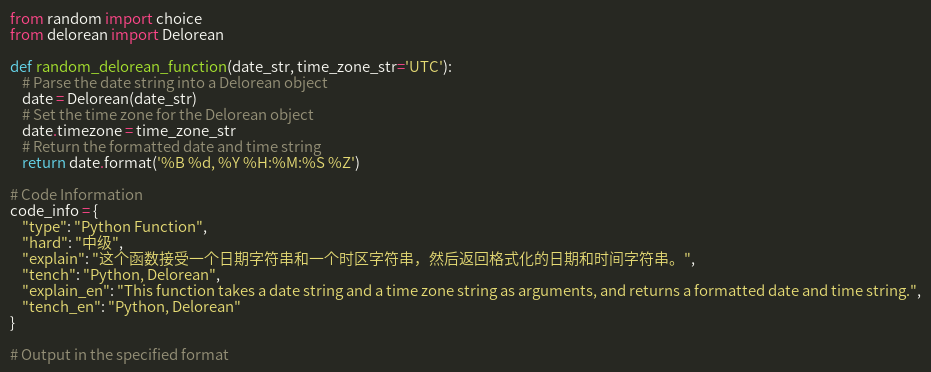 from random import choice
from delorean import Delorean

def random_delorean_function(date_str, time_zone_str='UTC'):
    # Parse the date string into a Delorean object
    date = Delorean(date_str)
    # Set the time zone for the Delorean object
    date.timezone = time_zone_str
    # Return the formatted date and time string
    return date.format('%B %d, %Y %H:%M:%S %Z')

# Code Information
code_info = {
    "type": "Python Function",
    "hard": "中级",
    "explain": "这个函数接受一个日期字符串和一个时区字符串，然后返回格式化的日期和时间字符串。",
    "tench": "Python, Delorean",
    "explain_en": "This function takes a date string and a time zone string as arguments, and returns a formatted date and time string.",
    "tench_en": "Python, Delorean"
}

# Output in the specified format